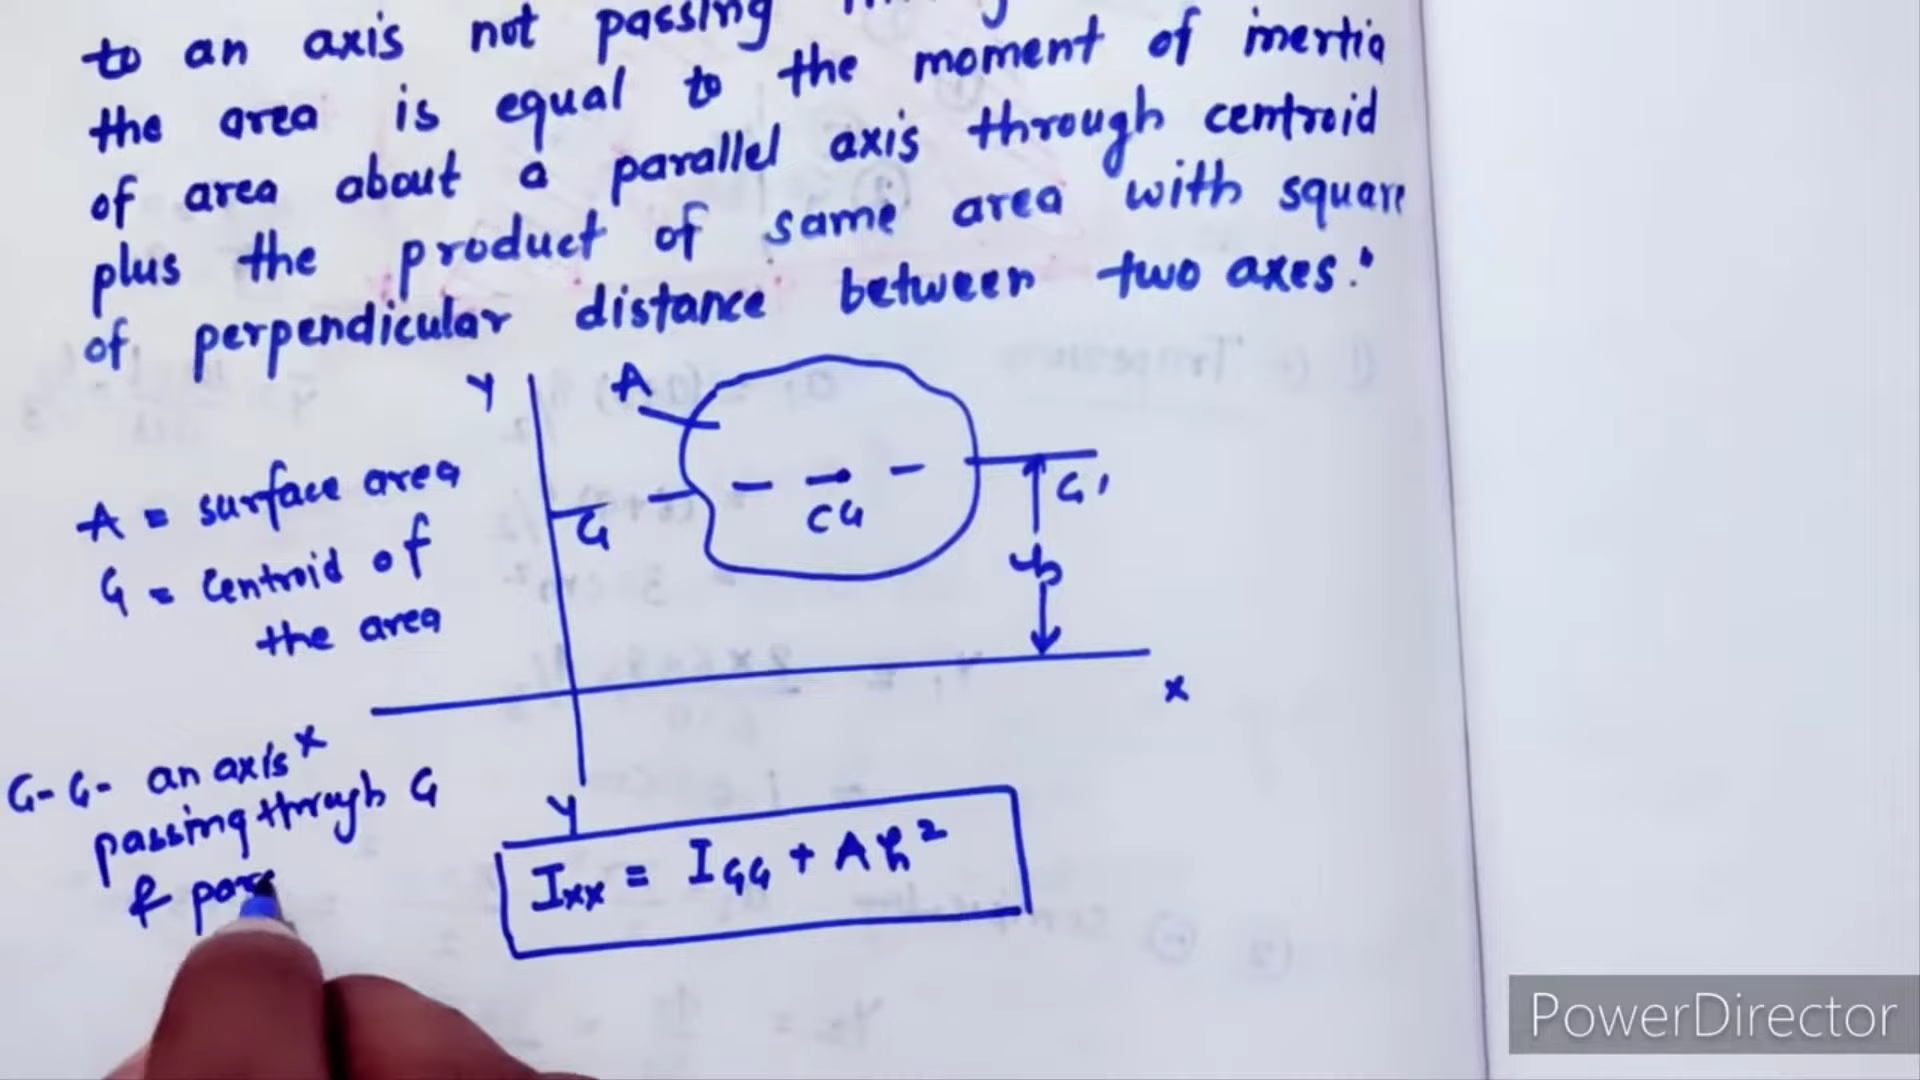 to an axis not passing
the area is equal to the moment of inertia
of area about a parallel axis through centroid
plus the product of same area with square
of perpendicular distance between two axes."
Y
A
A = surface area
G = Centroid of
the area
G
CG
G'
h
X
X
G-G- an axis
passing through G
& par
Y
Ixx = IGG + Ah²
PowerDirector